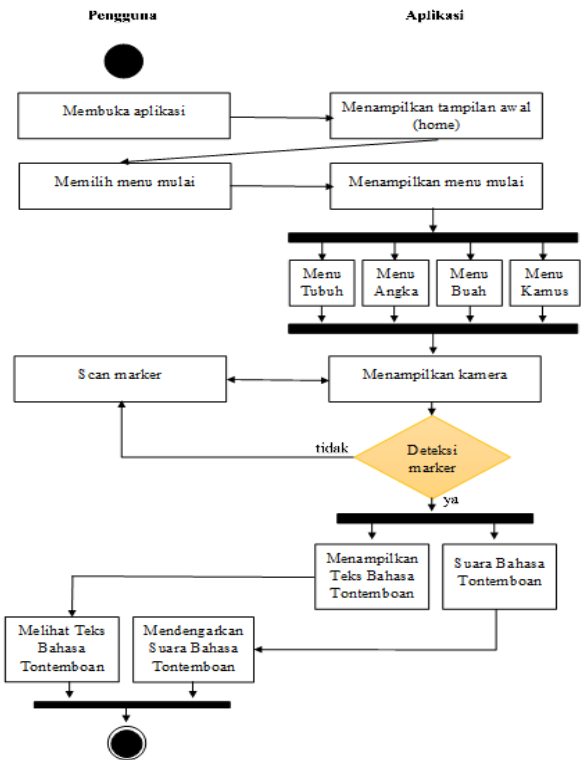 Pengguna
Aplikasi
Membuka aplikasi
Menampilkan tampilan awal
(home)
Memilih menu mulai
Menampilkan menu mulai
Menu
Tubuh
Menu
Angka
Menu
Buah
Menu
Kamus
Scan marker
Menampilkan kamera
tidak
Deteksi
marker
ya
Menampilkan
Teks Bahasa
Tontemboan
Suara Bahasa
Tontemboan
Melihat Teks
Bahasa
Tontemboan
Mendengarkan
Suara Bahasa
Tontemboan